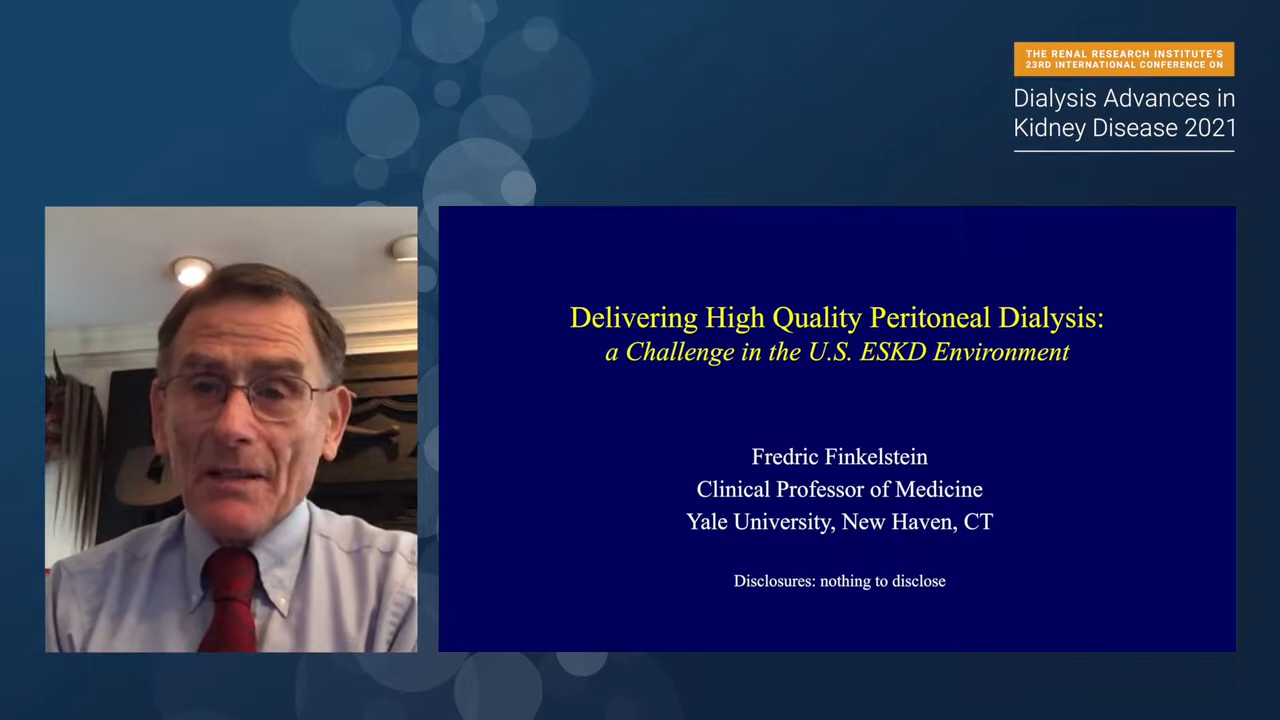 THE RENAL RESEARCH INSTITUTE'S
23RD INTERNATIONAL CONFERENCE ON
Dialysis Advances in
Kidney Disease 2021
Delivering High Quality Peritoneal Dialysis:
a Challenge in the U.S. ESKD Environment
Fredric Finkelstein
Clinical Professor of Medicine
Yale University, New Haven, CT
Disclosures: nothing to disclose